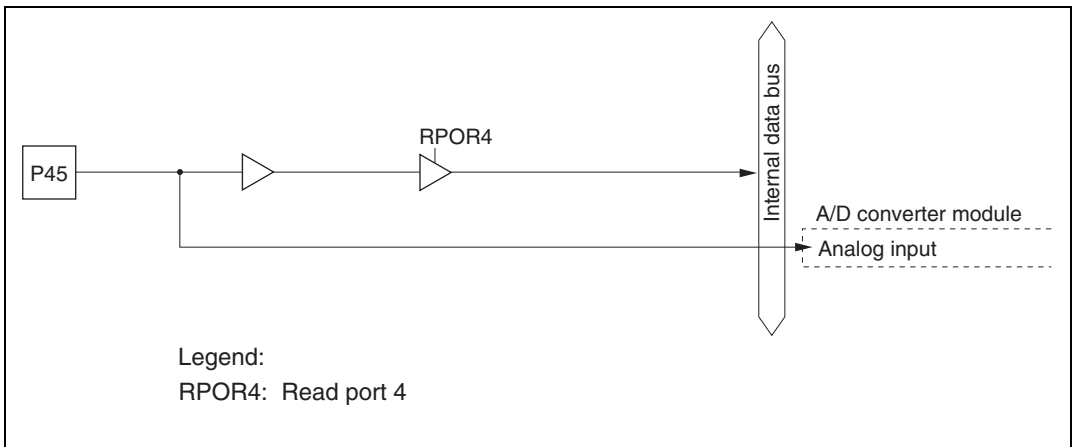 RPOR4
P45
Internal data bus
A/D converter module
Analog input
Legend:
RPOR4: Read port 4